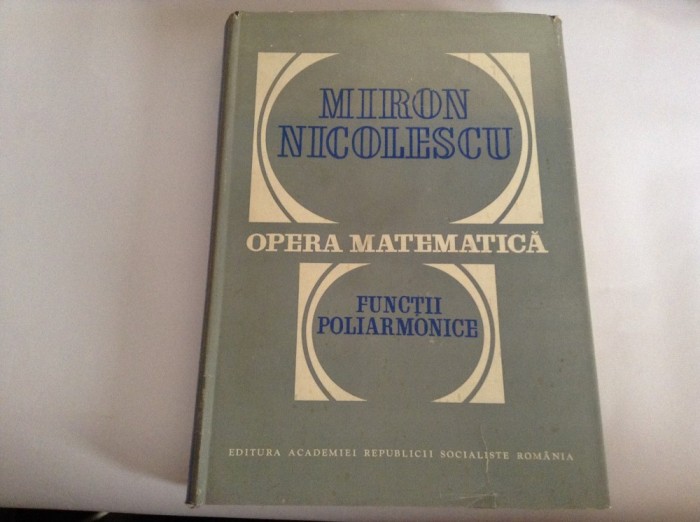 MIRON
NICOLESCU
OPERA MATEMATICĂ
FUNCȚII
POLIARMONICE
EDITURA ACADEMIEI REPUBLICII SOCIALISTE ROMÂNIA